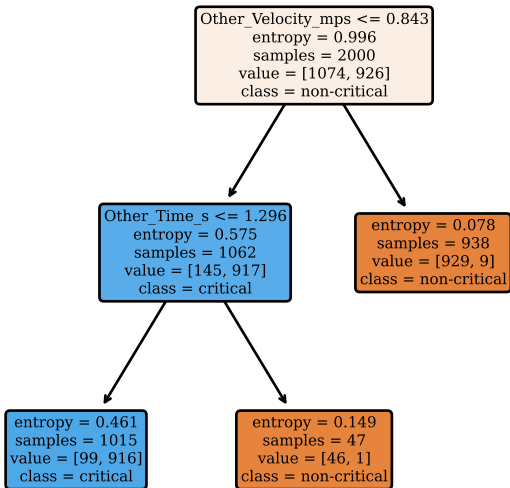 Other_Velocity_mps <= 0.843
entropy = 0.996
samples = 2000
value = [1074, 926]
class = non-critical
Other_Time_s <= 1.296
entropy = 0.575
samples = 1062
value = [145, 917]
class = critical
entropy = 0.078
samples = 938
value = [929, 9]
class = non-critical
entropy = 0.461
samples = 1015
value = [99, 916]
class = critical
entropy = 0.149
samples = 47
value = [46, 1]
class = non-critical